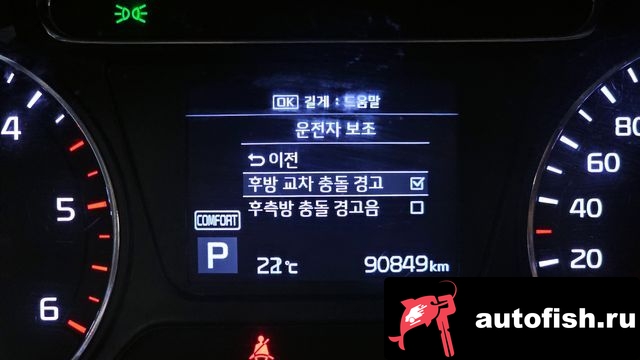 OK 길게 : 도움말
운전자 보조
이전
후방 교차 충돌 경고
후측방 충돌 경고음
COMFORT
P
22℃
90849km
4
5
6
80
60
40
20
autofish.ru